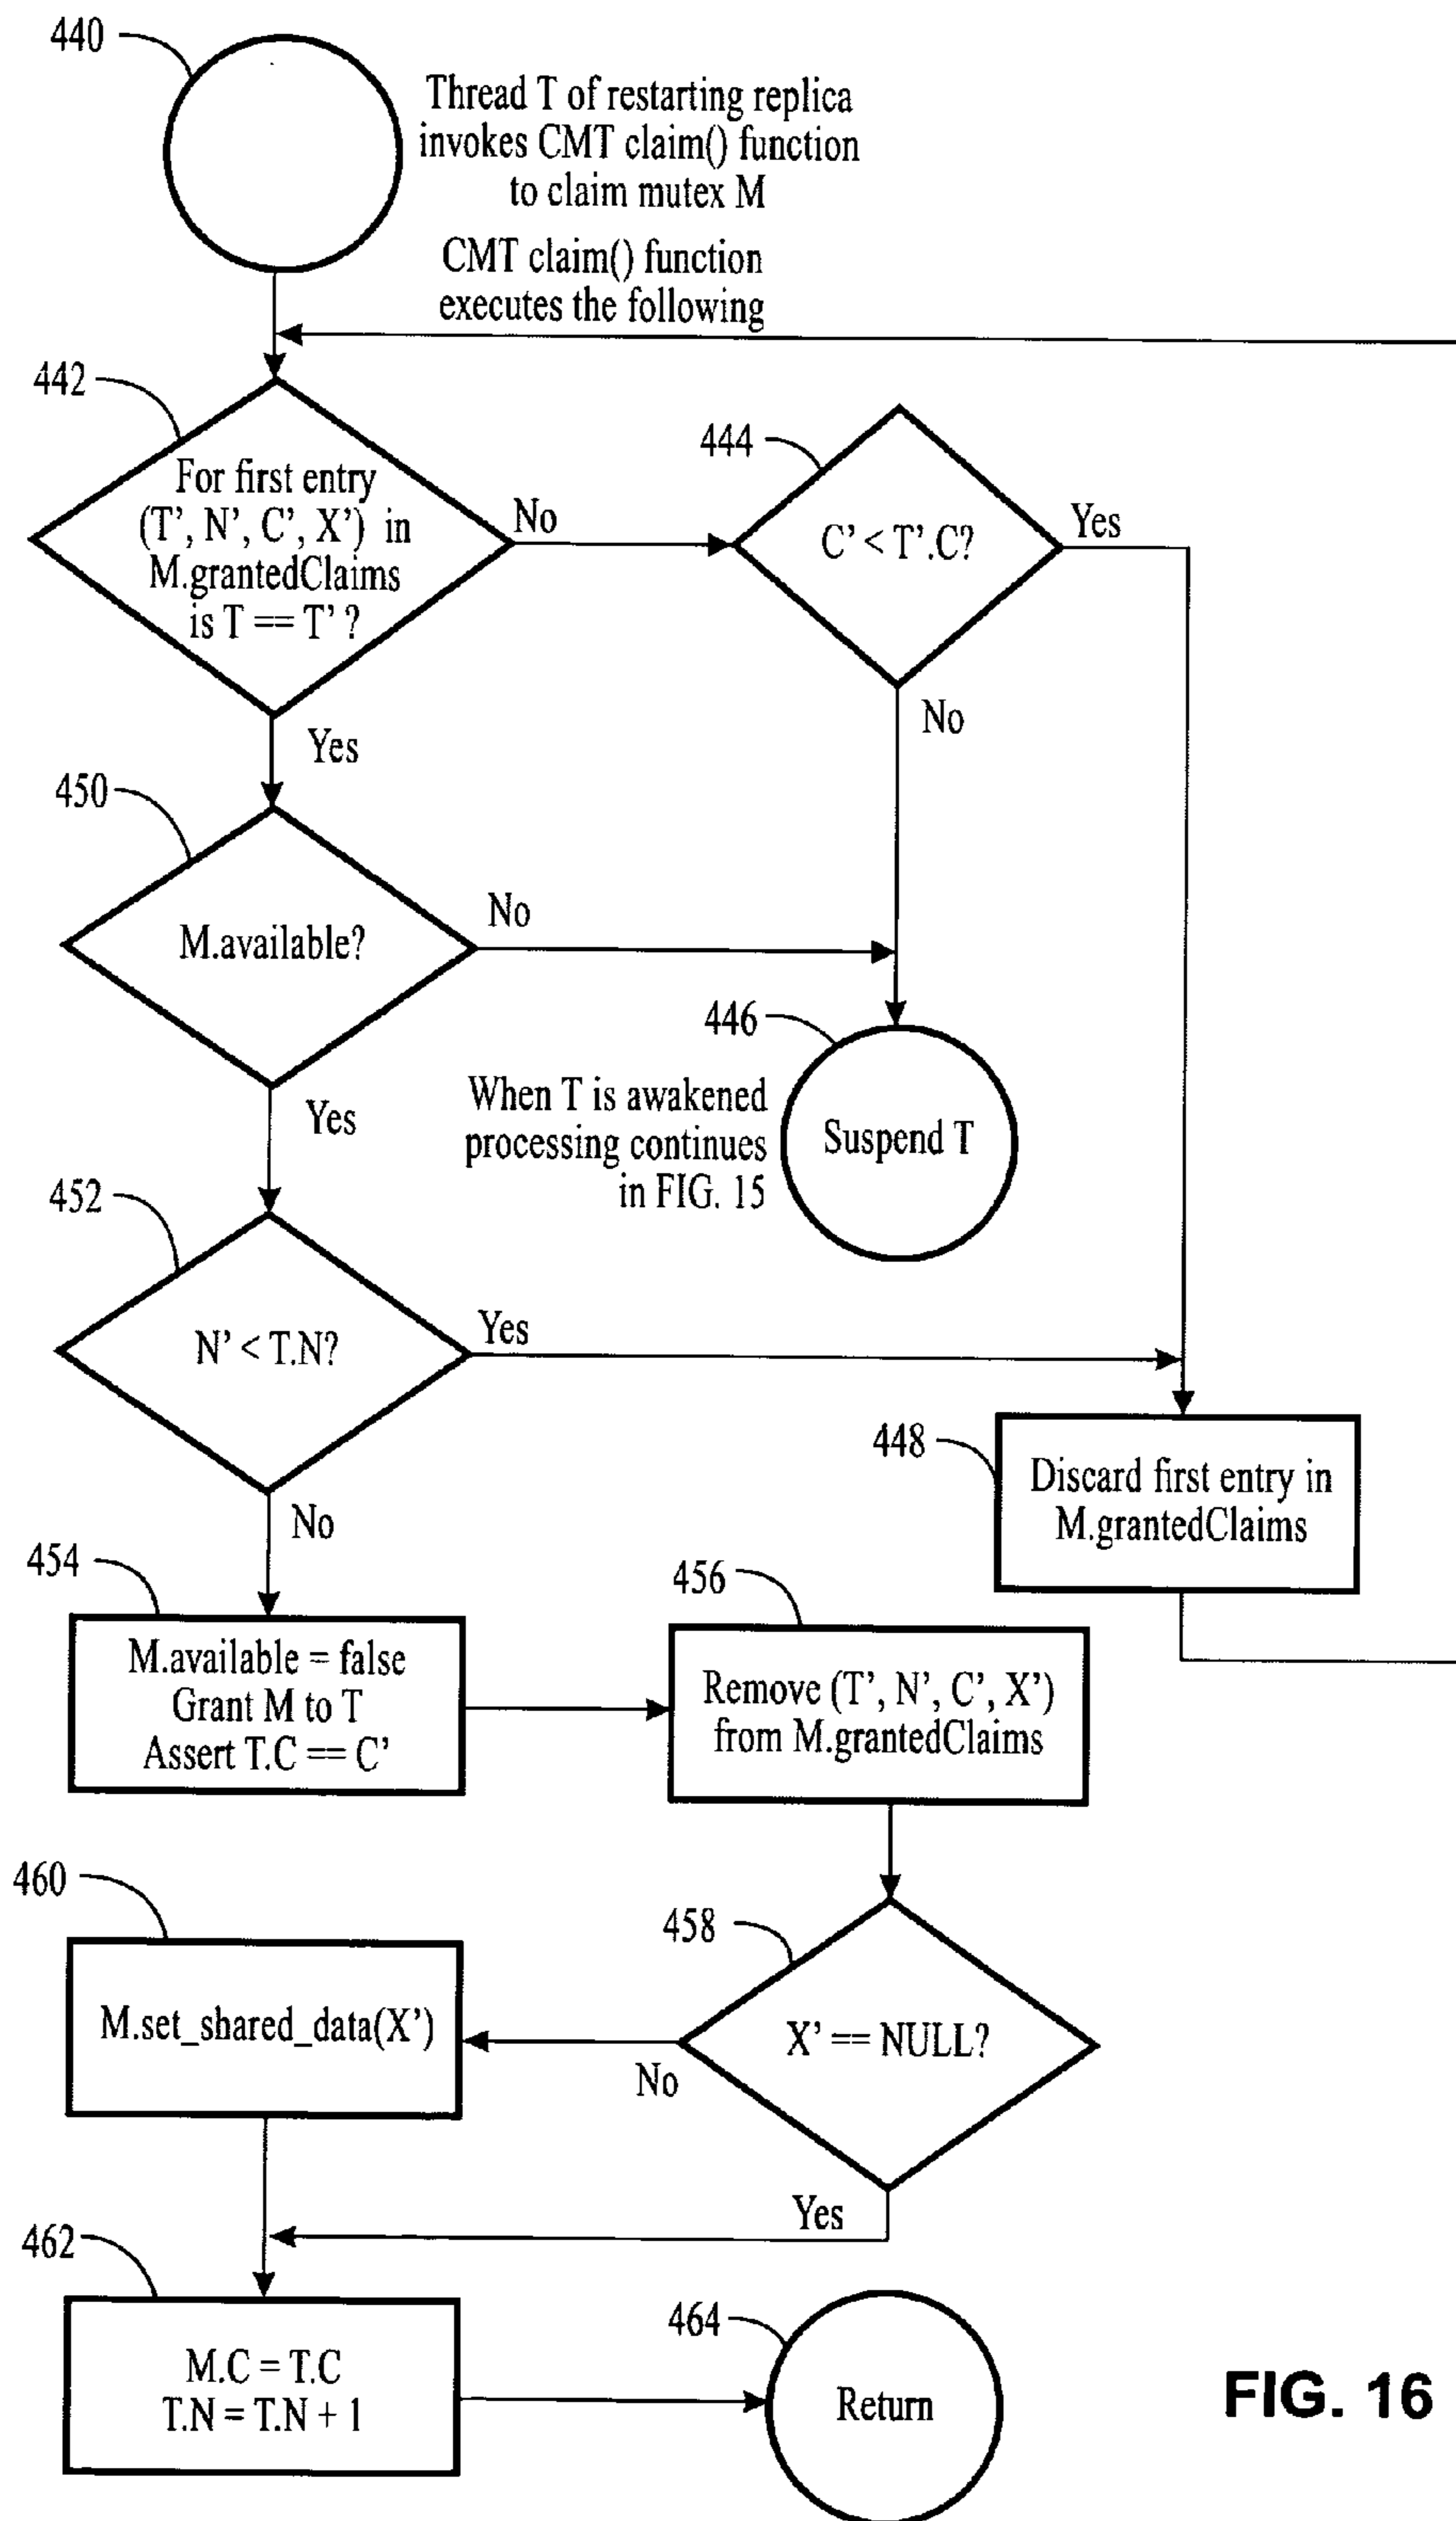 440
Thread T of restarting replica
invokes CMT claim() function
to claim mutex M
CMT claim() function
executes the following
442
For first entry
(T’, N’, C’, X’) in
M.grantedClaims
is T == T’ ?
No
444
C’ < T’.C?
Yes
No
Yes
450
M.available?
No
446
When T is awakened
processing continues
in FIG. 15
Suspend T
Yes
452
N’ < T.N?
Yes
448
Discard first entry in
M.grantedClaims
No
454
M.available = false
Grant M to T
Assert T.C == C’
456
Remove (T’, N’, C’, X’)
from M.grantedClaims
460
M.set_shared_data(X’)
458
X’ == NULL?
No
Yes
462
M.C = T.C
T.N = T.N + 1
464
Return
FIG. 16